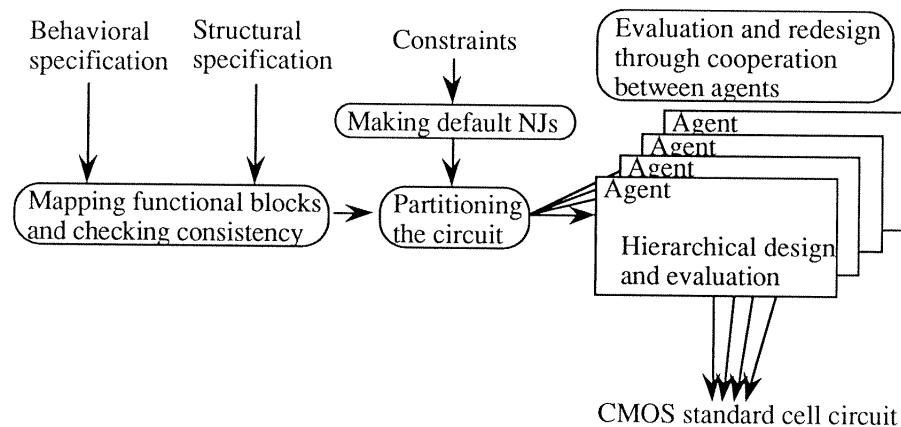 Behavioral
specification
Structural
specification
Constraints
Evaluation and redesign
through cooperation
between agents
Making default NJs
Agent
Agent
Agent
Agent
Mapping functional blocks
and checking consistency
Partitioning
the circuit
Hierarchical design
and evaluation
CMOS standard cell circuit